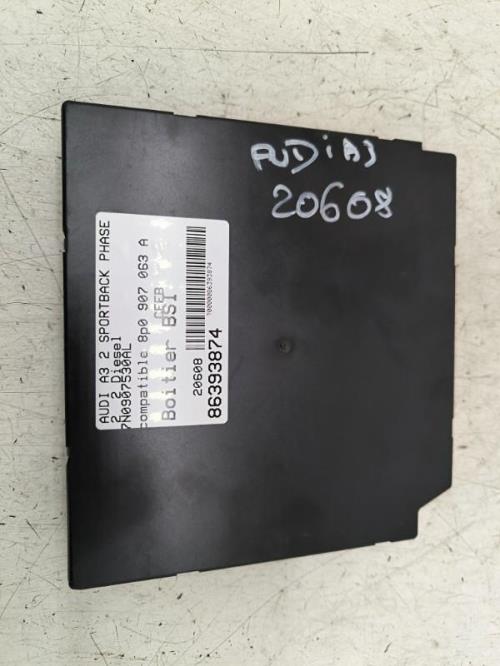 AUDi A3
20608
AUDI A3 2 SPORTBACK PHASE
2 2.0 Diesel
7N0907530AL
compatible 8p0 907 063 A
CEEB
Boitier BSI
20608
86393874